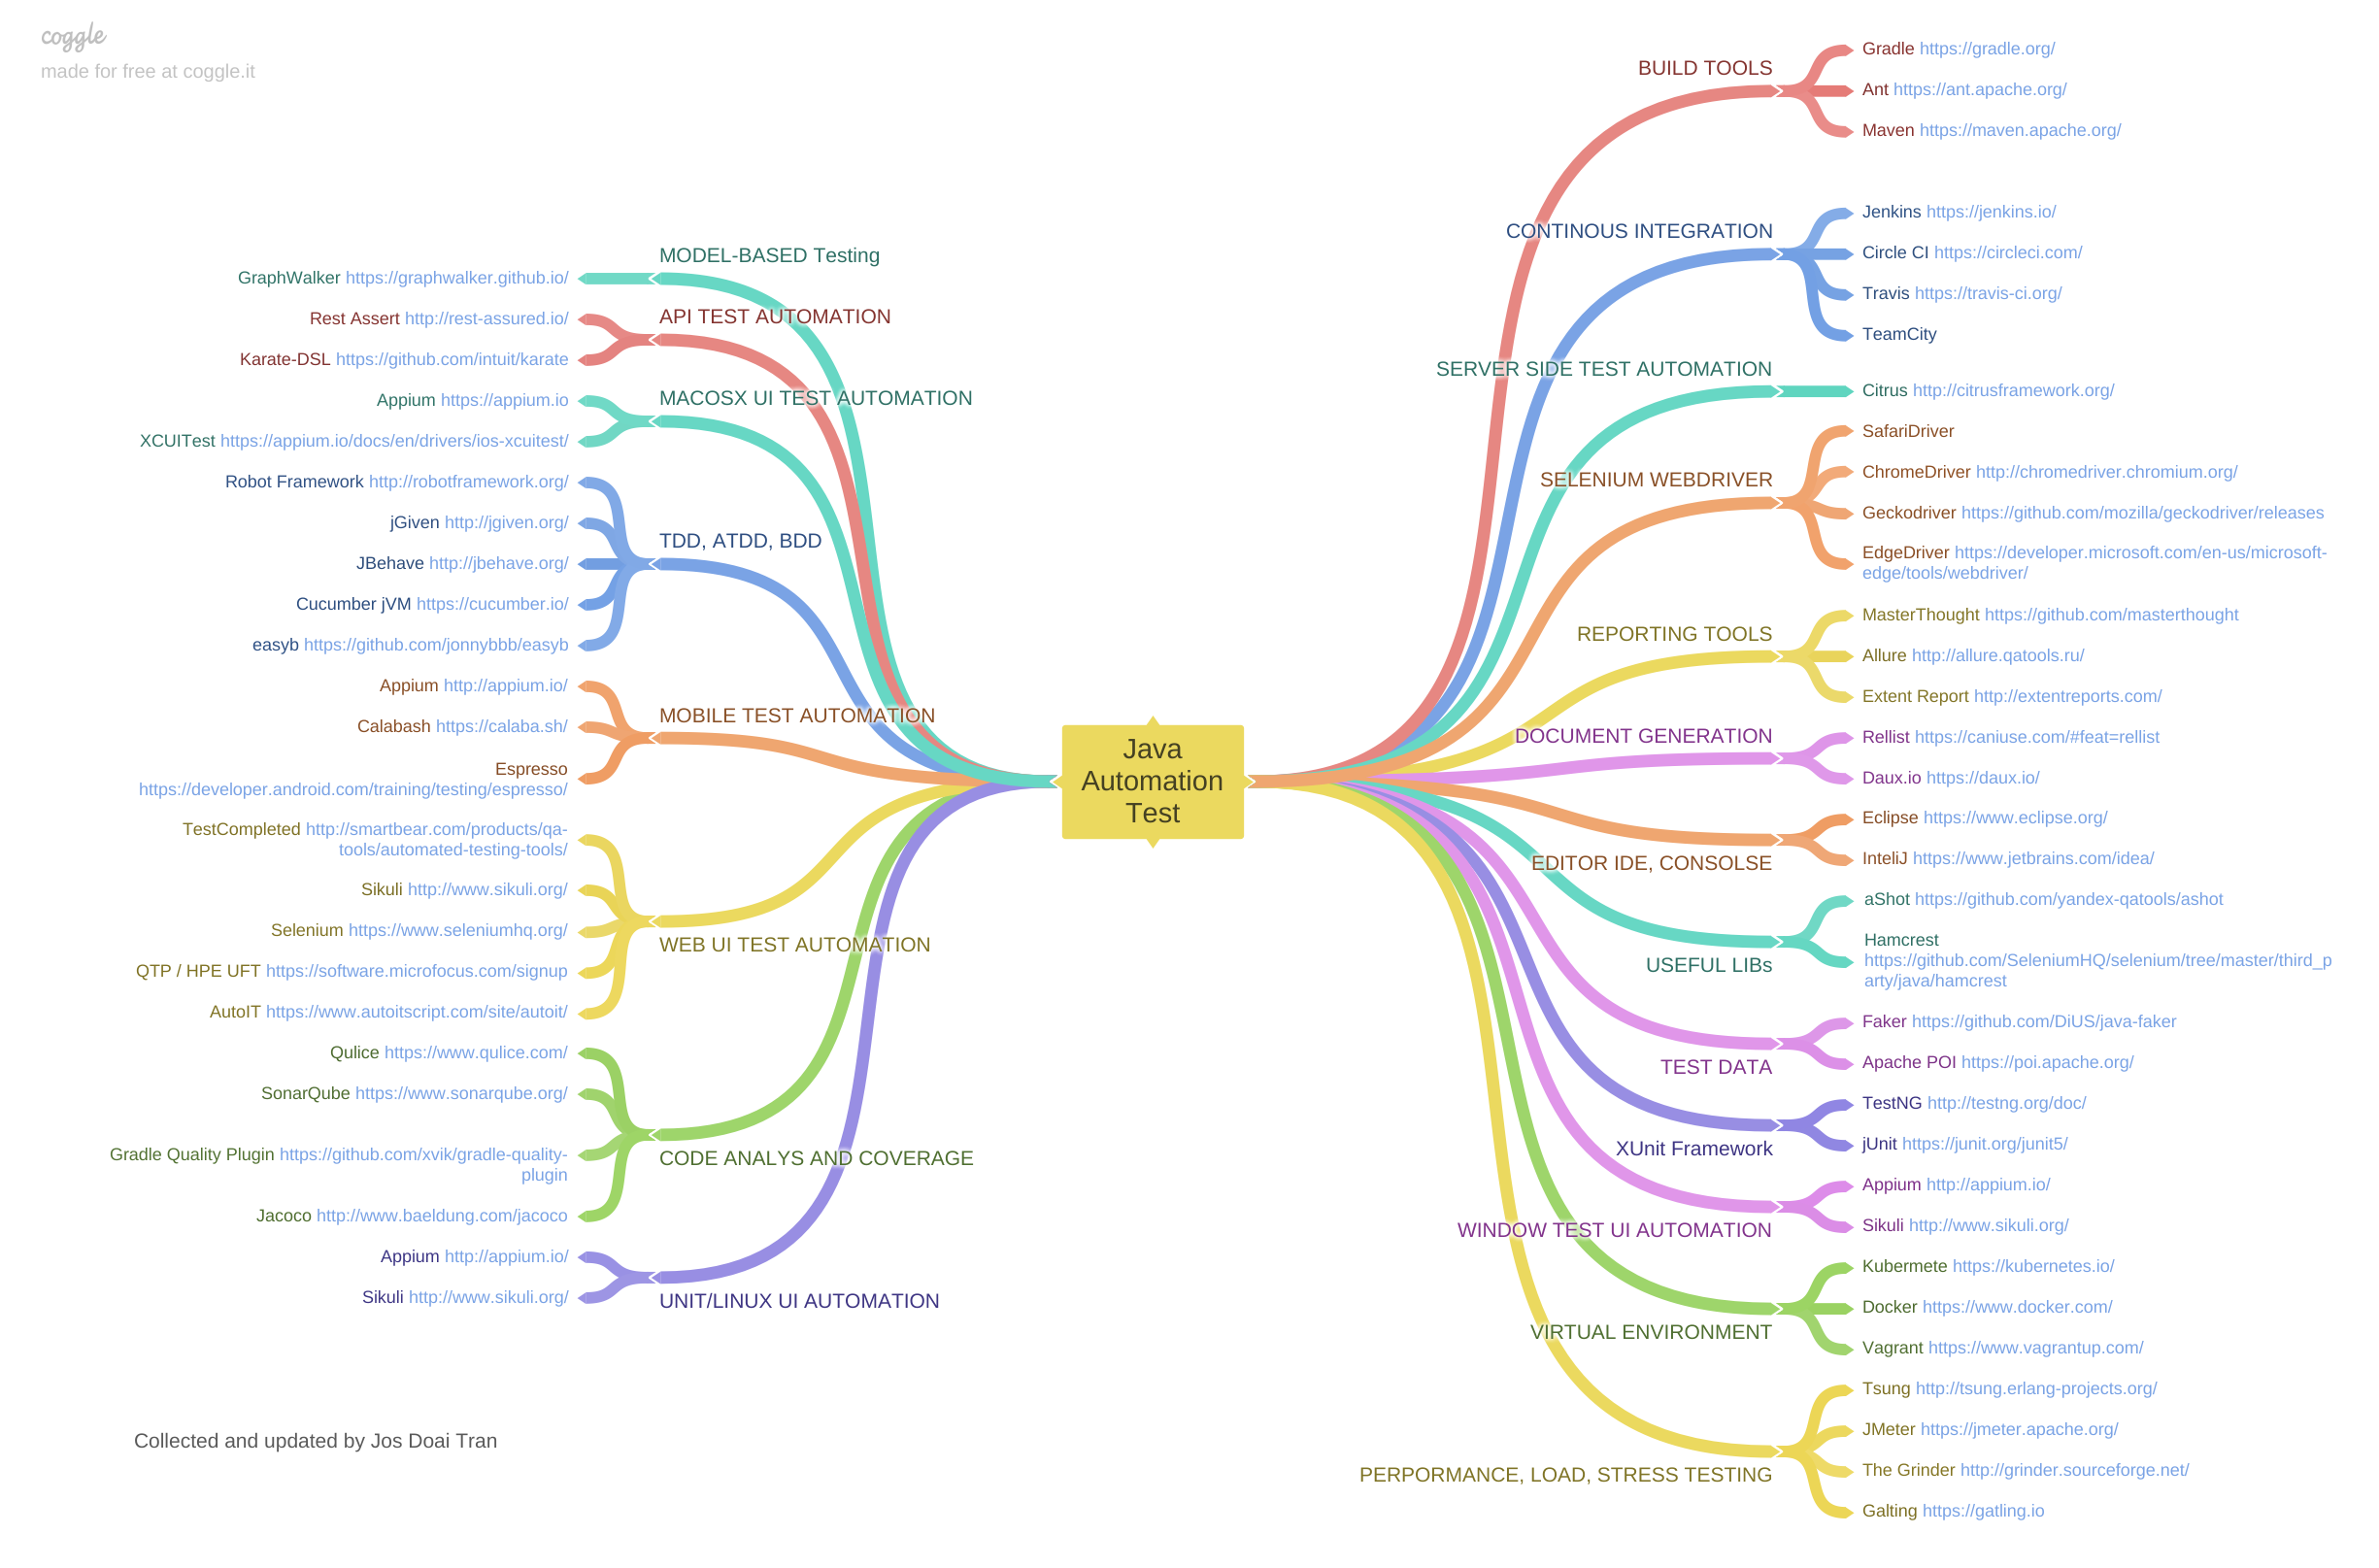 coggle
made for free at coggle.it
MODEL-BASED Testing
GraphWalker https://graphwalker.github.io/
API TEST AUTOMATION
Rest Assert http://rest-assured.io/
Karate-DSL https://github.com/intuit/karate
MACOSX UI TEST AUTOMATION
Appium https://appium.io
XCUITest https://appium.io/docs/en/drivers/ios-xcuitest/
TDD, ATDD, BDD
Robot Framework http://robotframework.org/
jGiven http://jgiven.org/
JBehave http://jbehave.org/
Cucumber jVM https://cucumber.io/
easyb https://github.com/jonnybbb/easyb
MOBILE TEST AUTOMATION
Appium http://appium.io/
Calabash https://calaba.sh/
Espresso
https://developer.android.com/training/testing/espresso/
WEB UI TEST AUTOMATION
TestCompleted http://smartbear.com/products/qa-
tools/automated-testing-tools/
Sikuli http://www.sikuli.org/
Selenium https://www.seleniumhq.org/
QTP / HPE UFT https://software.microfocus.com/signup
AutoIT https://www.autoitscript.com/site/autoit/
CODE ANALYS AND COVERAGE
Qulice https://www.qulice.com/
SonarQube https://www.sonarqube.org/
Gradle Quality Plugin https://github.com/xvik/gradle-quality-
plugin
Jacoco http://www.baeldung.com/jacoco
UNIT/LINUX UI AUTOMATION
Appium http://appium.io/
Sikuli http://www.sikuli.org/
Collected and updated by Jos Doai Tran
Java
Automation
Test
BUILD TOOLS
Gradle https://gradle.org/
Ant https://ant.apache.org/
Maven https://maven.apache.org/
CONTINOUS INTEGRATION
Jenkins https://jenkins.io/
Circle CI https://circleci.com/
Travis https://travis-ci.org/
TeamCity
SERVER SIDE TEST AUTOMATION
Citrus http://citrusframework.org/
SELENIUM WEBDRIVER
SafariDriver
ChromeDriver http://chromedriver.chromium.org/
Geckodriver https://github.com/mozilla/geckodriver/releases
EdgeDriver https://developer.microsoft.com/en-us/microsoft-
edge/tools/webdriver/
REPORTING TOOLS
MasterThought https://github.com/masterthought
Allure http://allure.qatools.ru/
Extent Report http://extentreports.com/
DOCUMENT GENERATION
Rellist https://caniuse.com/#feat=rellist
Daux.io https://daux.io/
EDITOR IDE, CONSOLSE
Eclipse https://www.eclipse.org/
InteliJ https://www.jetbrains.com/idea/
USEFUL LIBs
aShot https://github.com/yandex-qatools/ashot
Hamcrest
https://github.com/SeleniumHQ/selenium/tree/master/third_p
arty/java/hamcrest
TEST DATA
Faker https://github.com/DiUS/java-faker
Apache POI https://poi.apache.org/
XUnit Framework
TestNG http://testng.org/doc/
jUnit https://junit.org/junit5/
WINDOW TEST UI AUTOMATION
Appium http://appium.io/
Sikuli http://www.sikuli.org/
VIRTUAL ENVIRONMENT
Kubermete https://kubernetes.io/
Docker https://www.docker.com/
Vagrant https://www.vagrantup.com/
PERPORMANCE, LOAD, STRESS TESTING
Tsung http://tsung.erlang-projects.org/
JMeter https://jmeter.apache.org/
The Grinder http://grinder.sourceforge.net/
Galting https://gatling.io